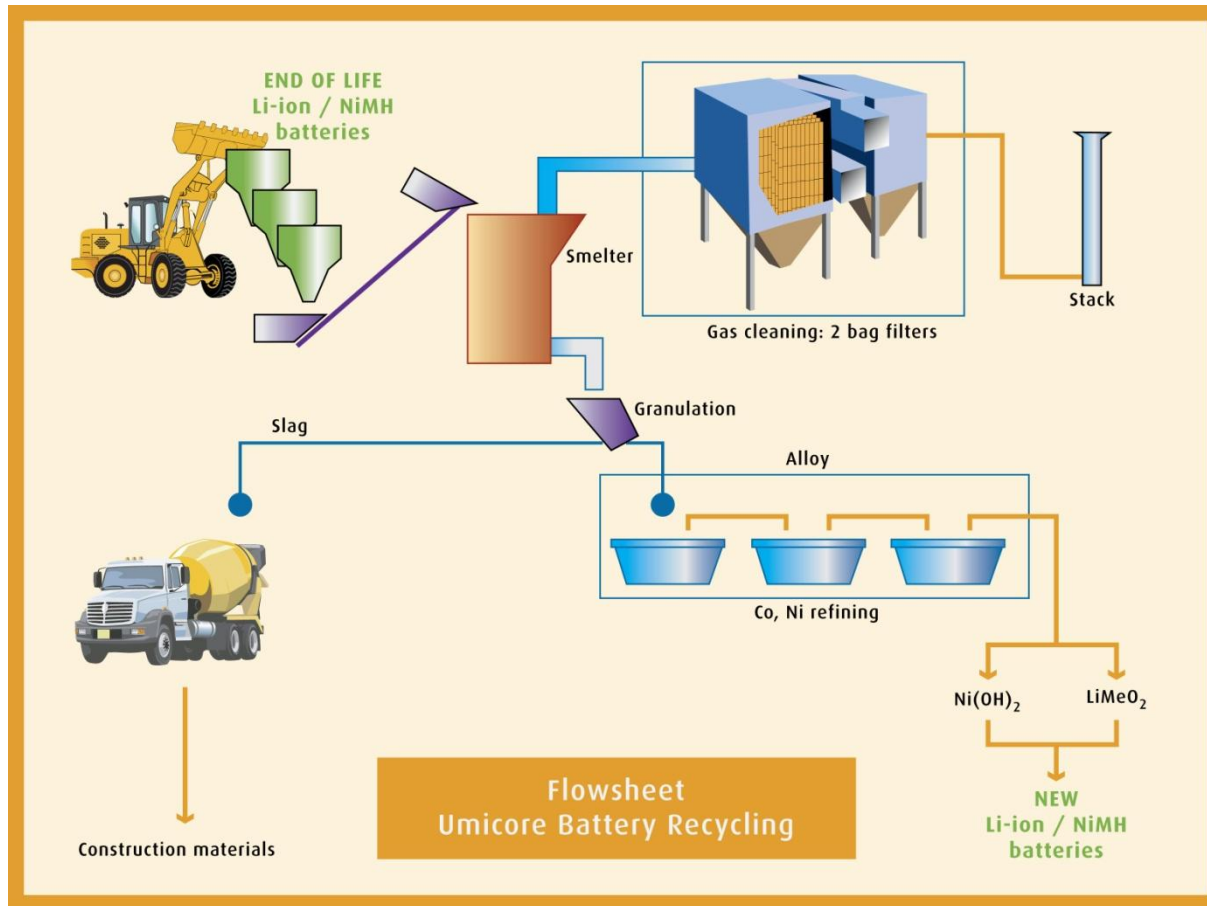 END OF LIFE
Li-ion / NiMH
batteries
Smelter
Gas cleaning: 2 bag filters
Stack
Granulation
Slag
Alloy
Co, Ni refining
Ni(OH)₂
LiMeO₂
NEW
Li-ion / NiMH
batteries
Flowsheet
Umicore Battery Recycling
Construction materials